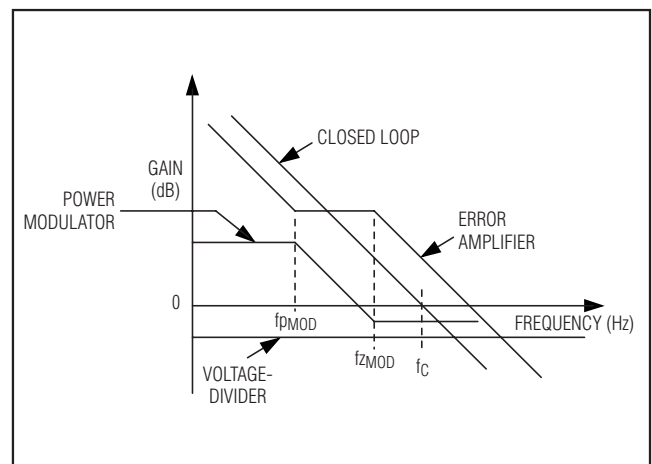 CLOSED LOOP
GAIN
(dB)
POWER
MODULATOR
ERROR
AMPLIFIER
0
fpMOD
FREQUENCY (Hz)
fzMOD
fC
VOLTAGE-
DIVIDER